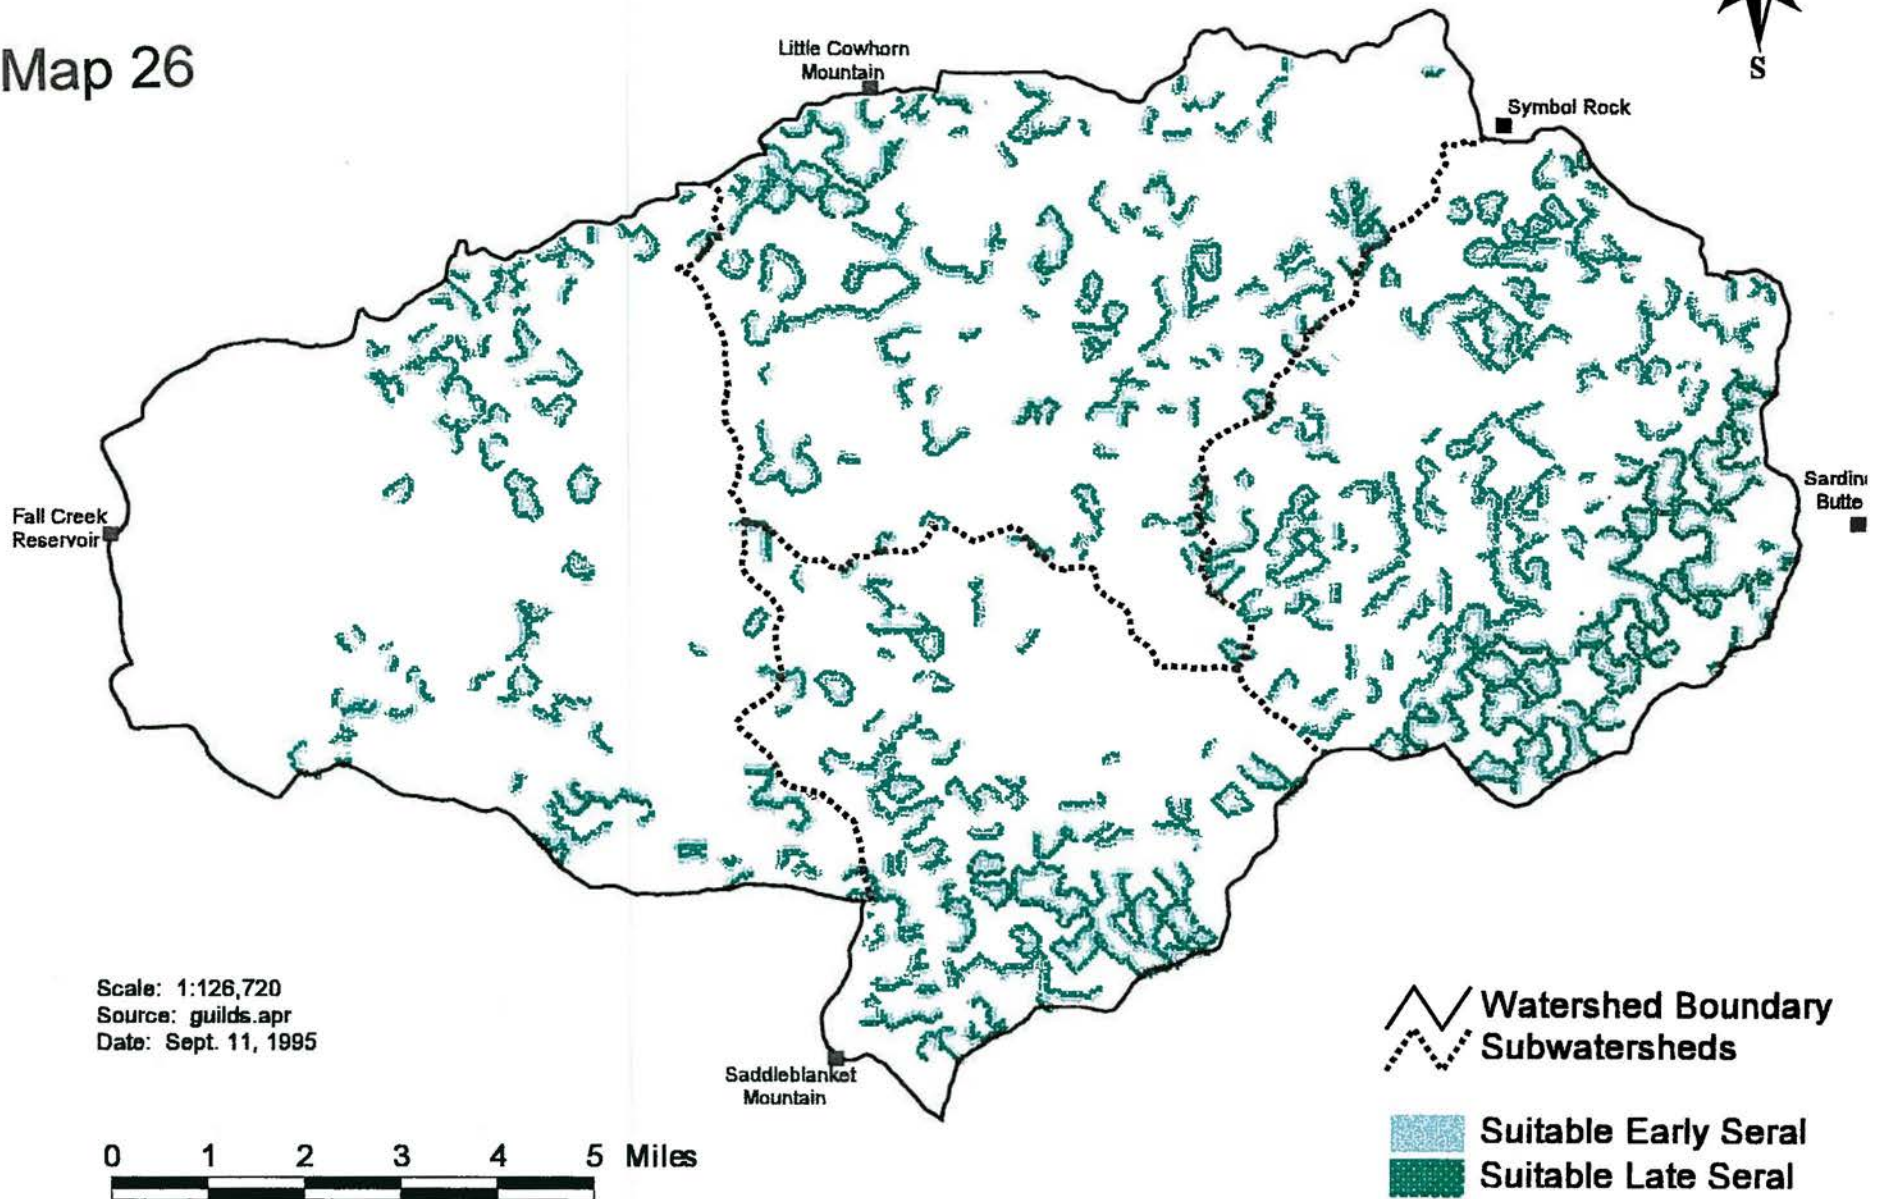 Map 26
Little Cowhorn
Mountain
S
Symbol Rock
Sardin
Butte
Fall Creek
Reservoir
Scale: 1:126,720
Source: guilds.apr
Date: Sept. 11, 1995
Saddleblanket
Mountain
Watershed Boundary
Subwatersheds
Suitable Early Seral
Suitable Late Seral
0 1 2 3 4 5 Miles